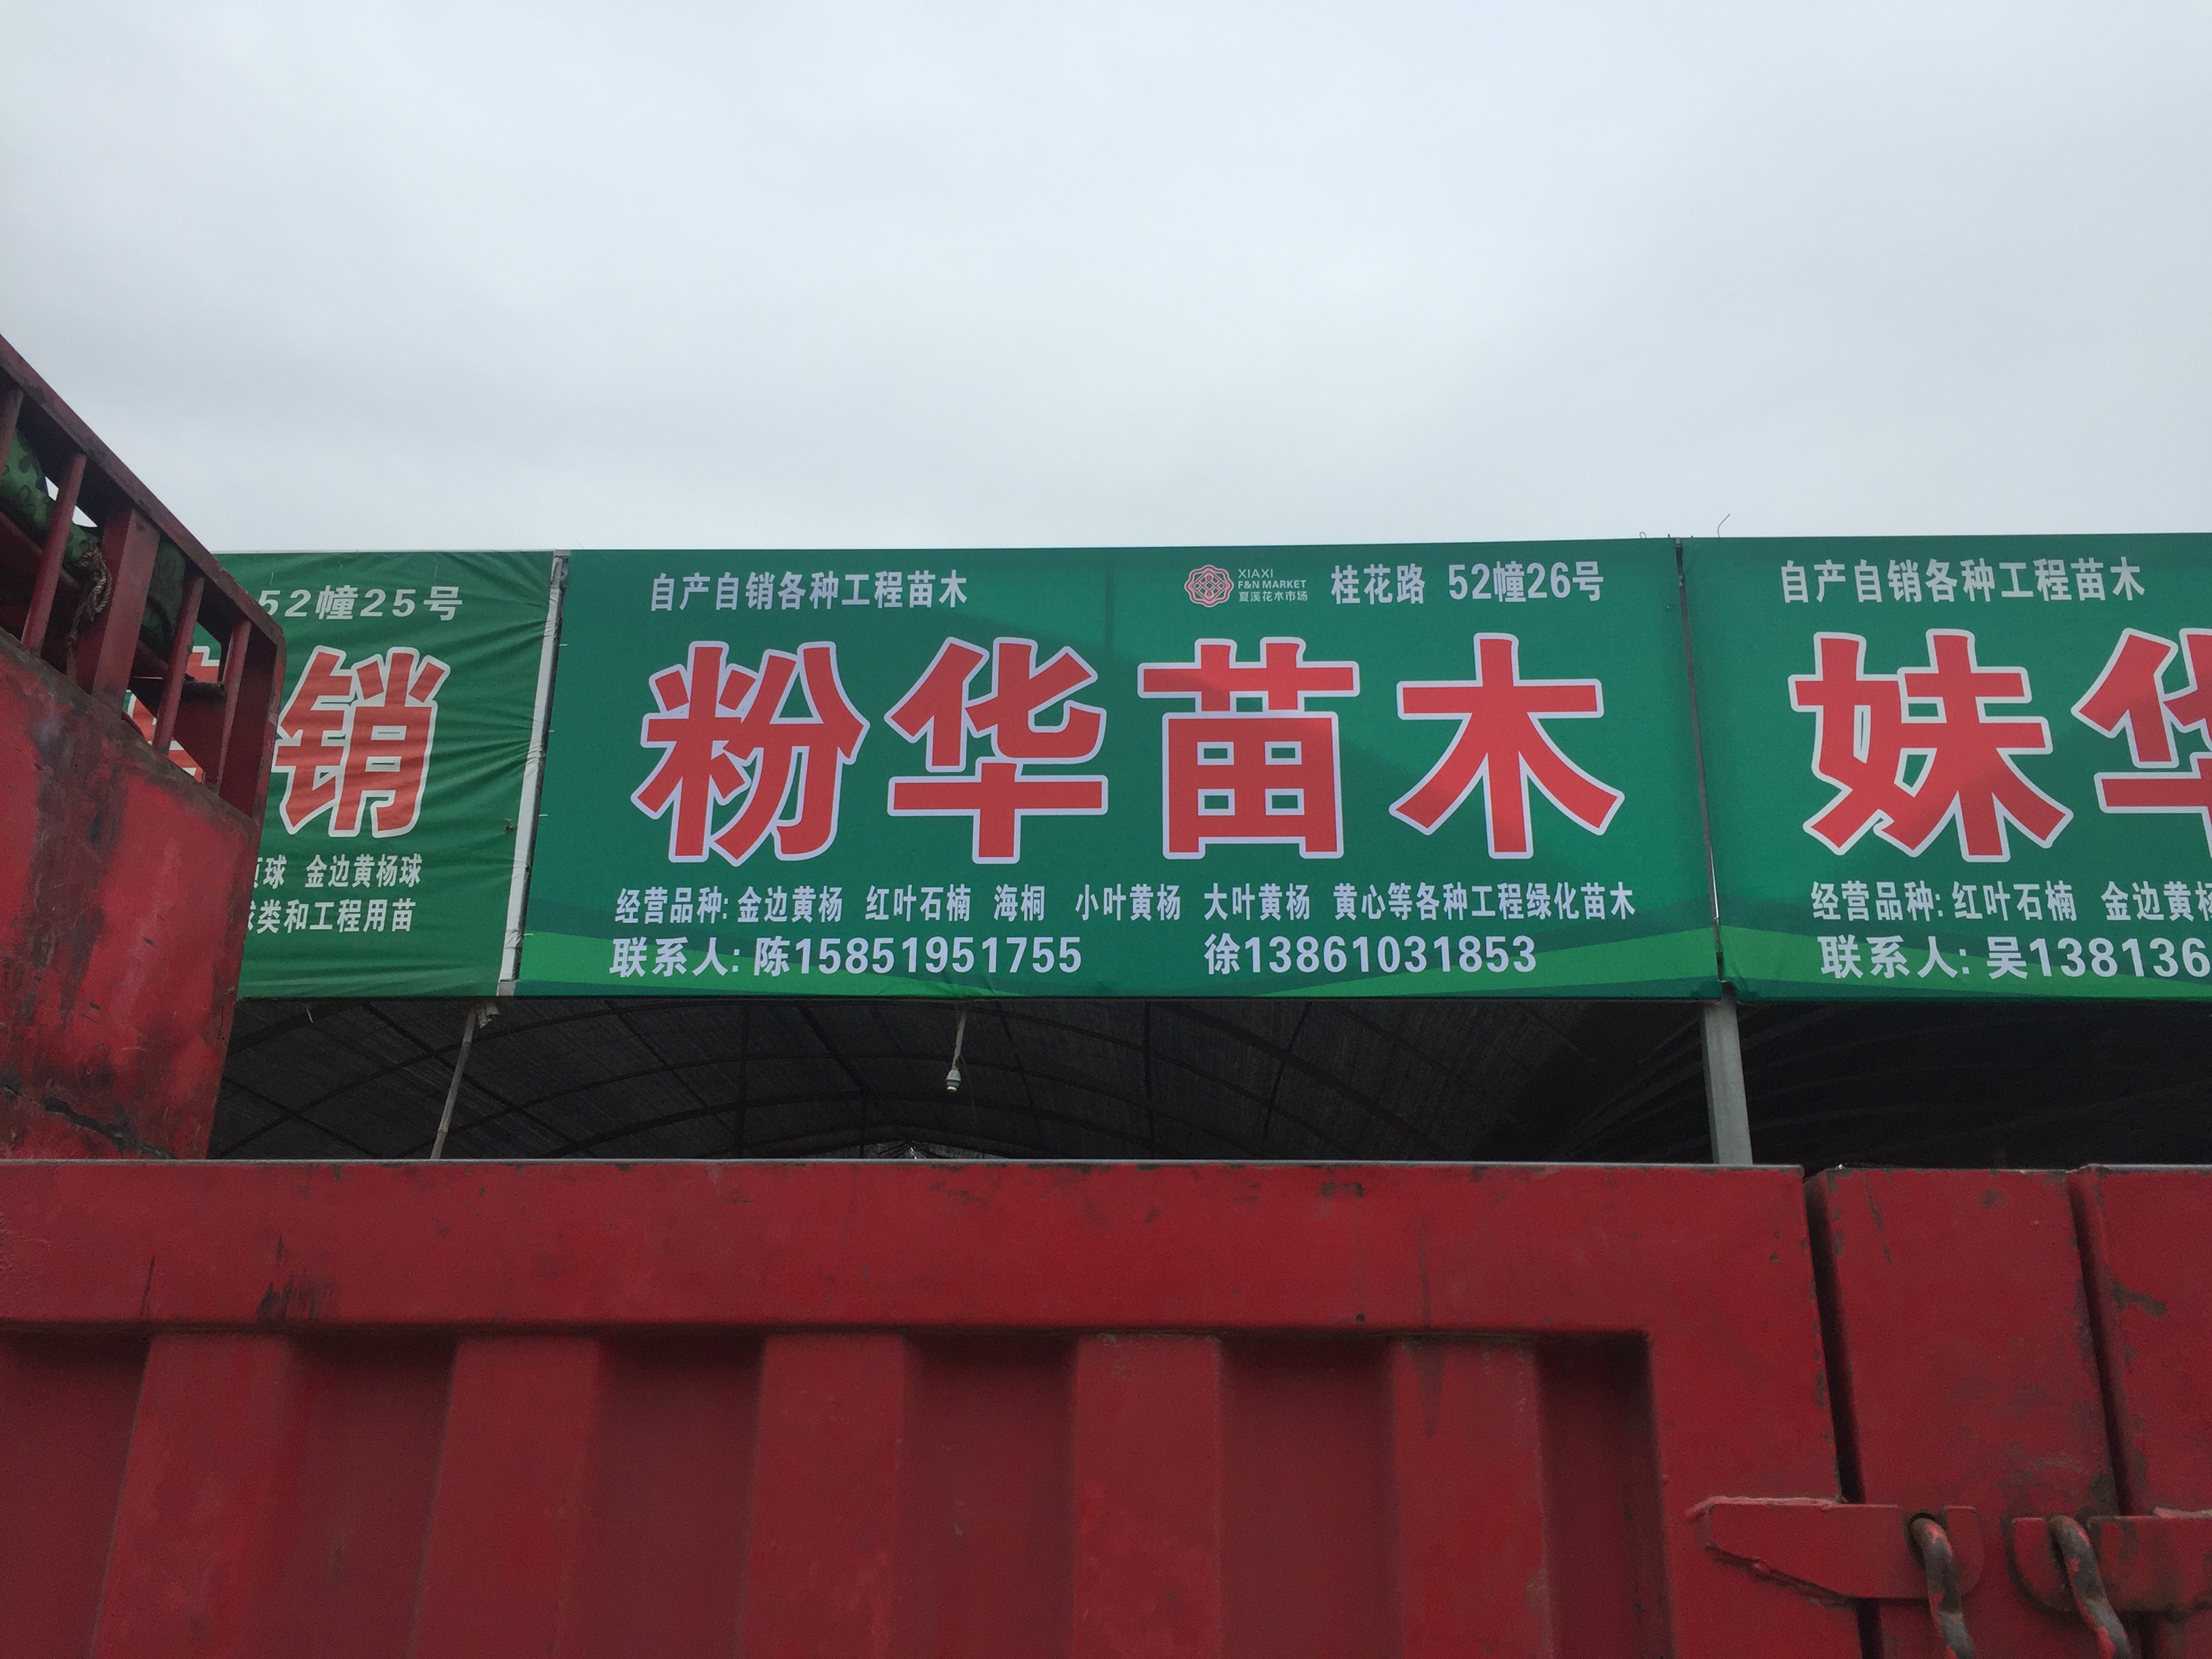 52幢25号
销
球 金边黄杨球
类和工程用苗
自产自销各种工程苗木
XIAXI
F&N MARKET
夏溪花木市场
桂花路 52幢26号
粉华苗木
经营品种: 金边黄杨 红叶石楠 海桐 小叶黄杨 大叶黄杨 黄心等各种工程绿化苗木
联系人: 陈15851951755 徐13861031853
自产自销各种工程苗木
妹华
经营品种: 红叶石楠 金边黄杨
联系人: 吴138136